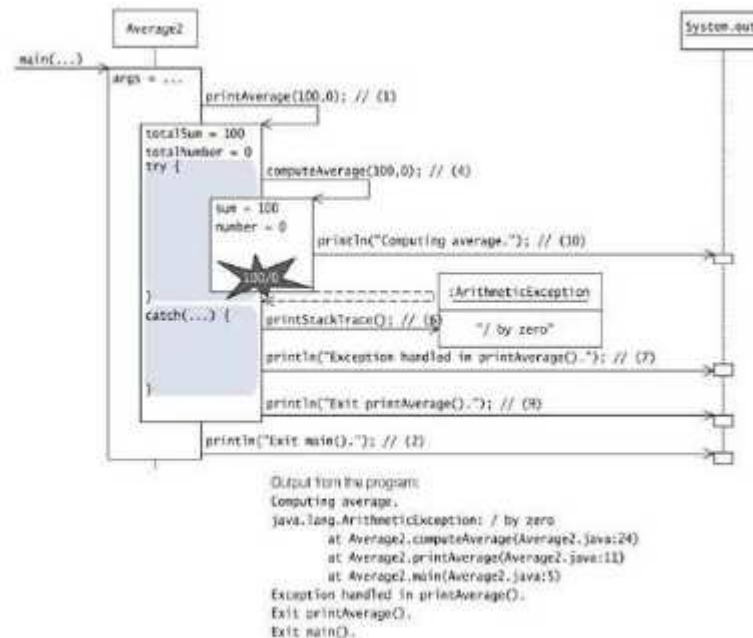 Average2
System.out
main(...)
args = ...
printAverage(100,0); // (1)
totalSum = 100
totalNumber = 0
try {
computeAverage(100,0); // (4)
sum = 100
number = 0
println("Computing average."); // (10)
100/0
}
:ArithmeticException
catch(...) {
printStackTrace(); // (6)
"/ by zero"
println("Exception handled in printAverage()."); // (7)
}
println("Exit printAverage()."); // (8)
println("Exit main()."); // (2)
Output from the program:
Computing average.
java.lang.ArithmeticException: / by zero
at Average2.computeAverage(Average2.java:24)
at Average2.printAverage(Average2.java:11)
at Average2.main(Average2.java:5)
Exception handled in printAverage().
Exit printAverage().
Exit main().